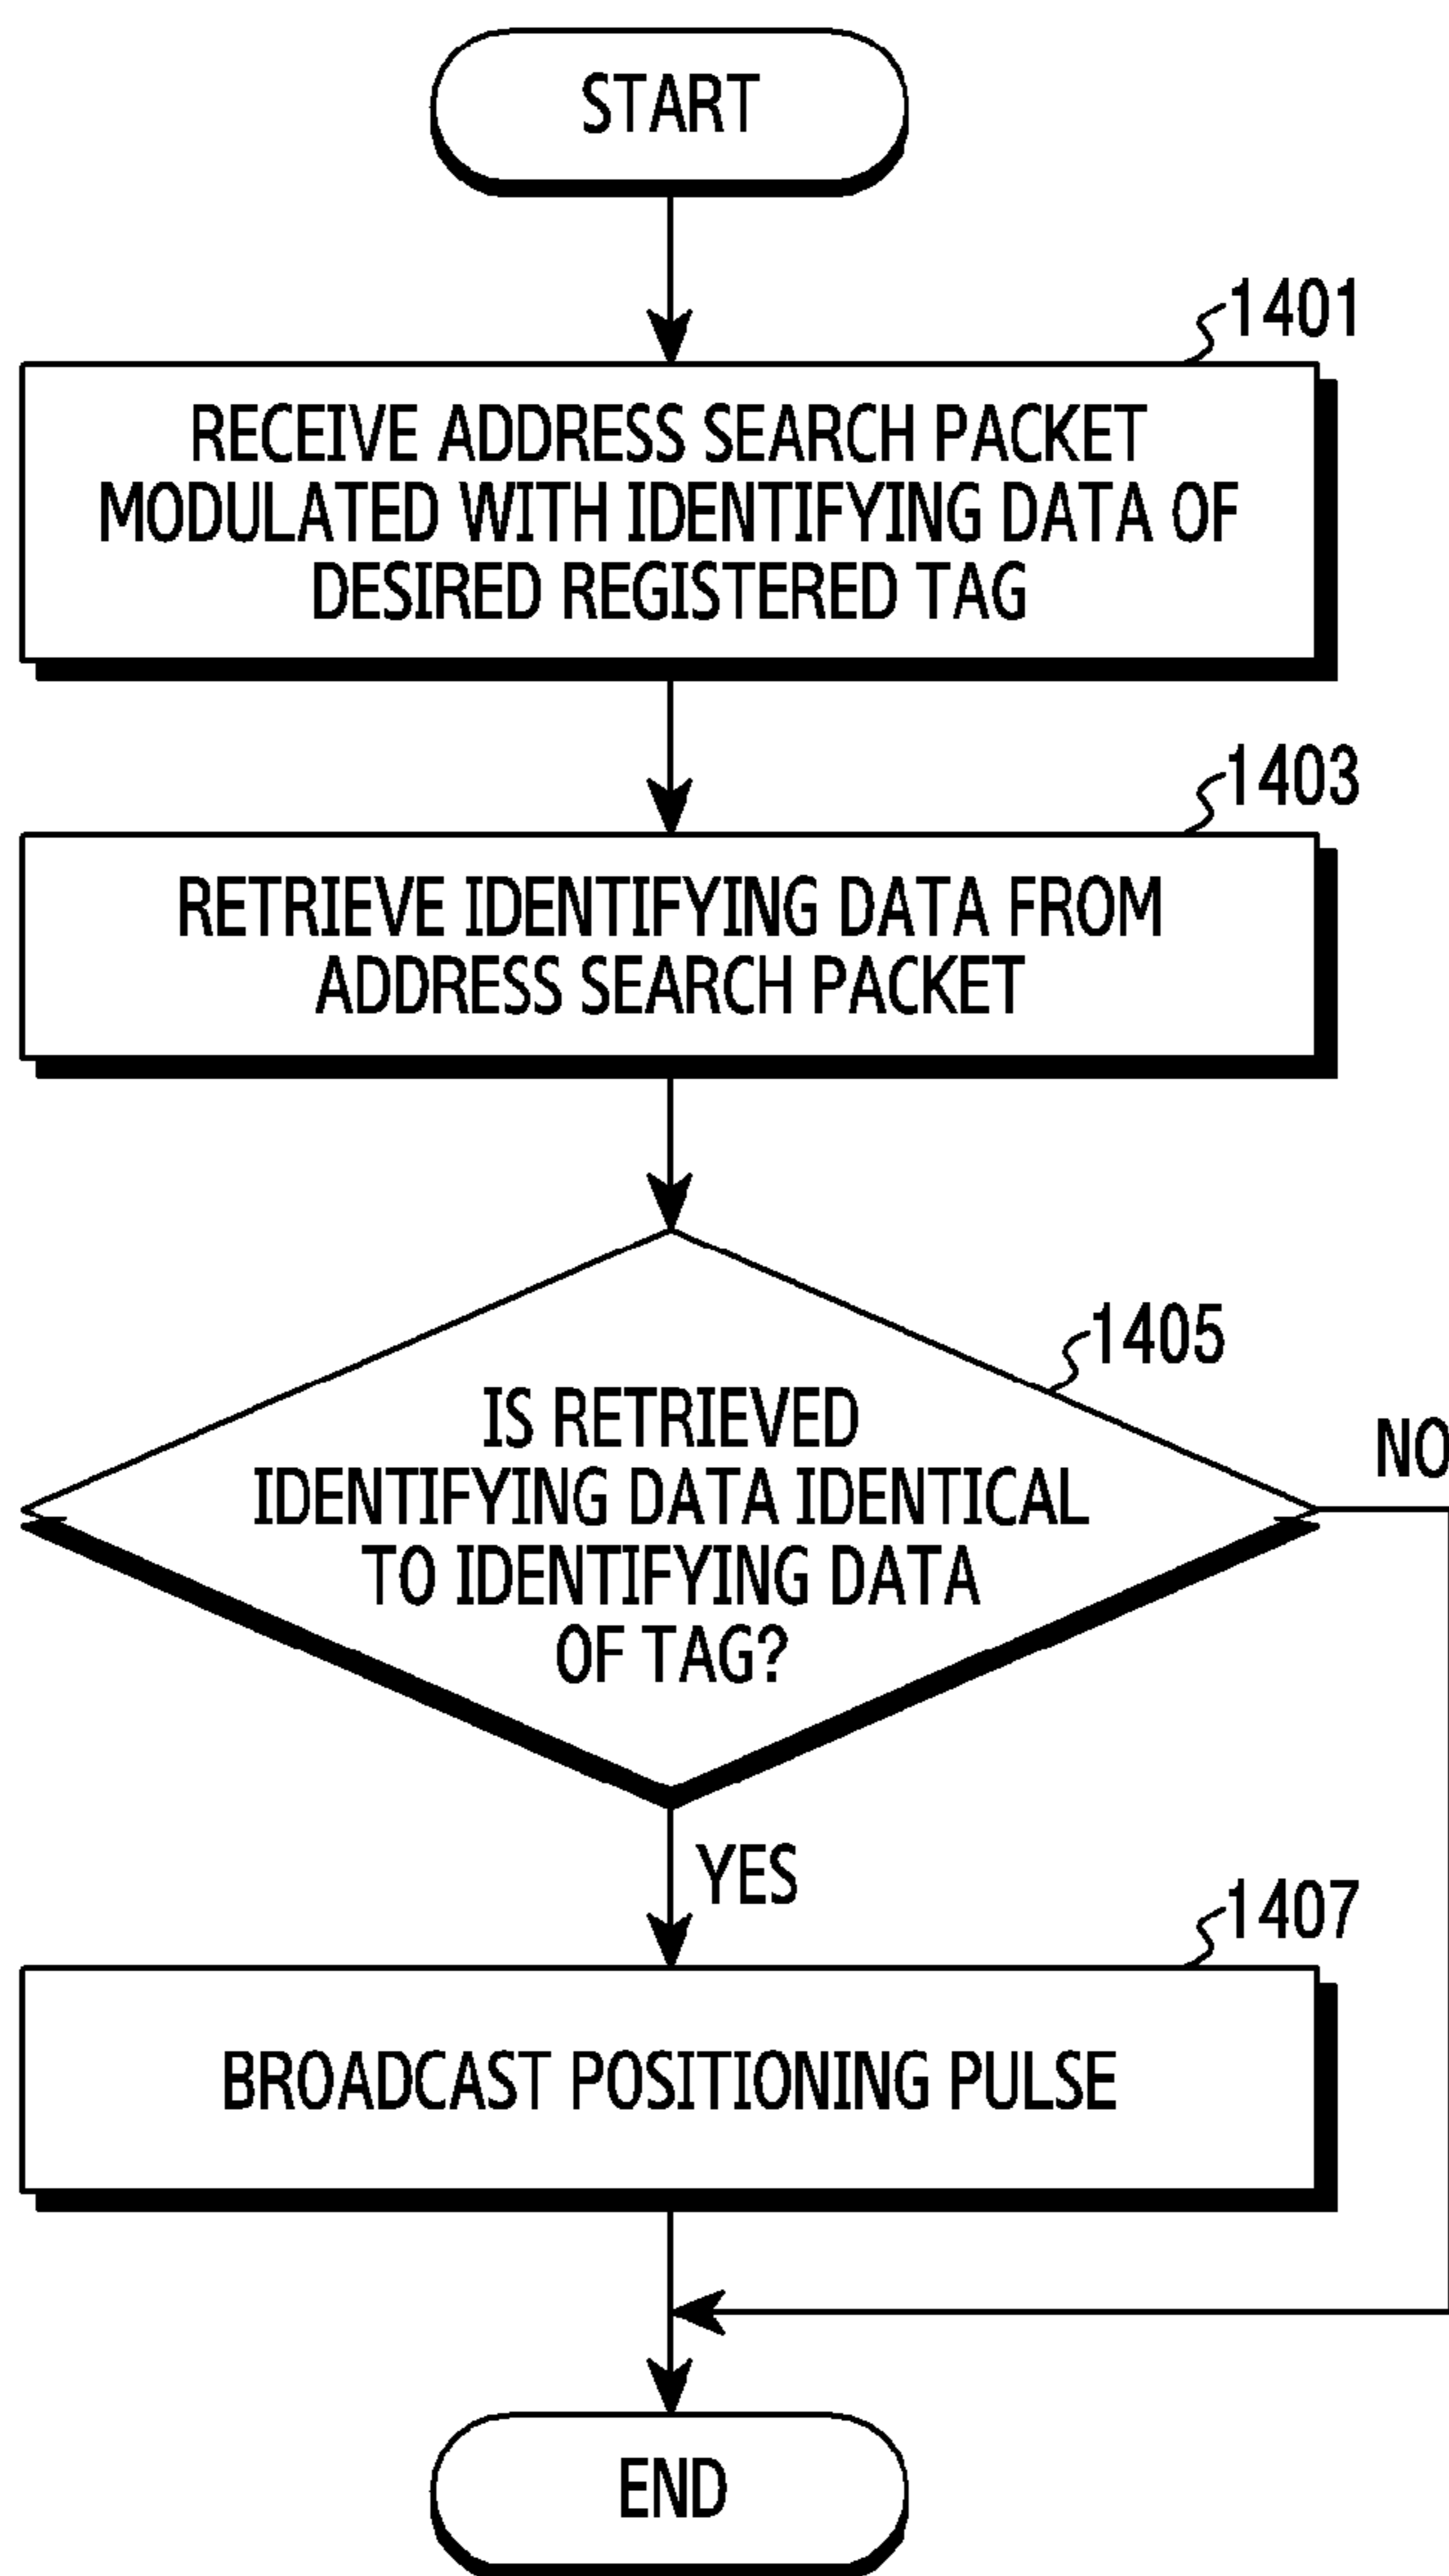 START
1401
RECEIVE ADDRESS SEARCH PACKET
MODULATED WITH IDENTIFYING DATA OF
DESIRED REGISTERED TAG
1403
RETRIEVE IDENTIFYING DATA FROM
ADDRESS SEARCH PACKET
1405
IS RETRIEVED
IDENTIFYING DATA IDENTICAL
TO IDENTIFYING DATA
OF TAG?
NO
YES
1407
BROADCAST POSITIONING PULSE
END